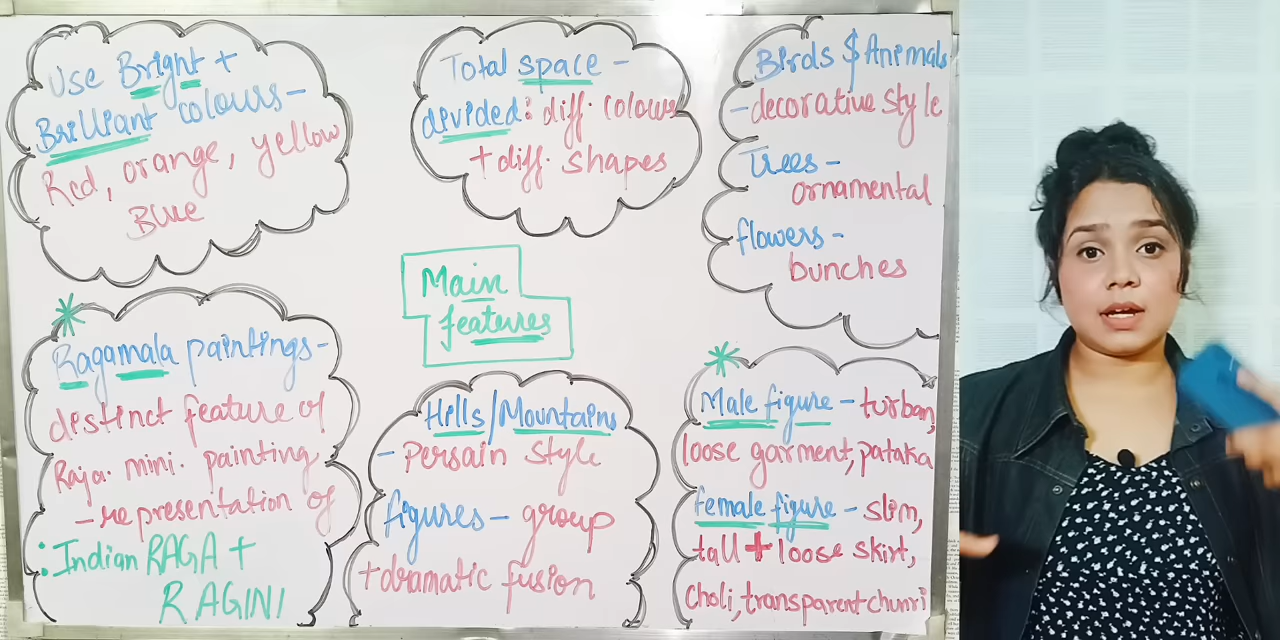 Use Bright +
Brilliant colours -
Red, orange, yellow
Blue
Total space -
divided: diff. colours
+ diff. shapes
Birds & Animals
- decorative style
Trees -
ornamental
flowers -
bunches
Main
features
Ragamala paintings -
distinct feature of
Raja. mini. painting
- representation of
: Indian RAGA +
RAGINI
Hills/Mountains
- Persain Style
figures - group
+ dramatic fusion
Male figure - turban,
loose garment, pataka
female figure - slim,
tall + loose skirt,
choli, transparent chunri